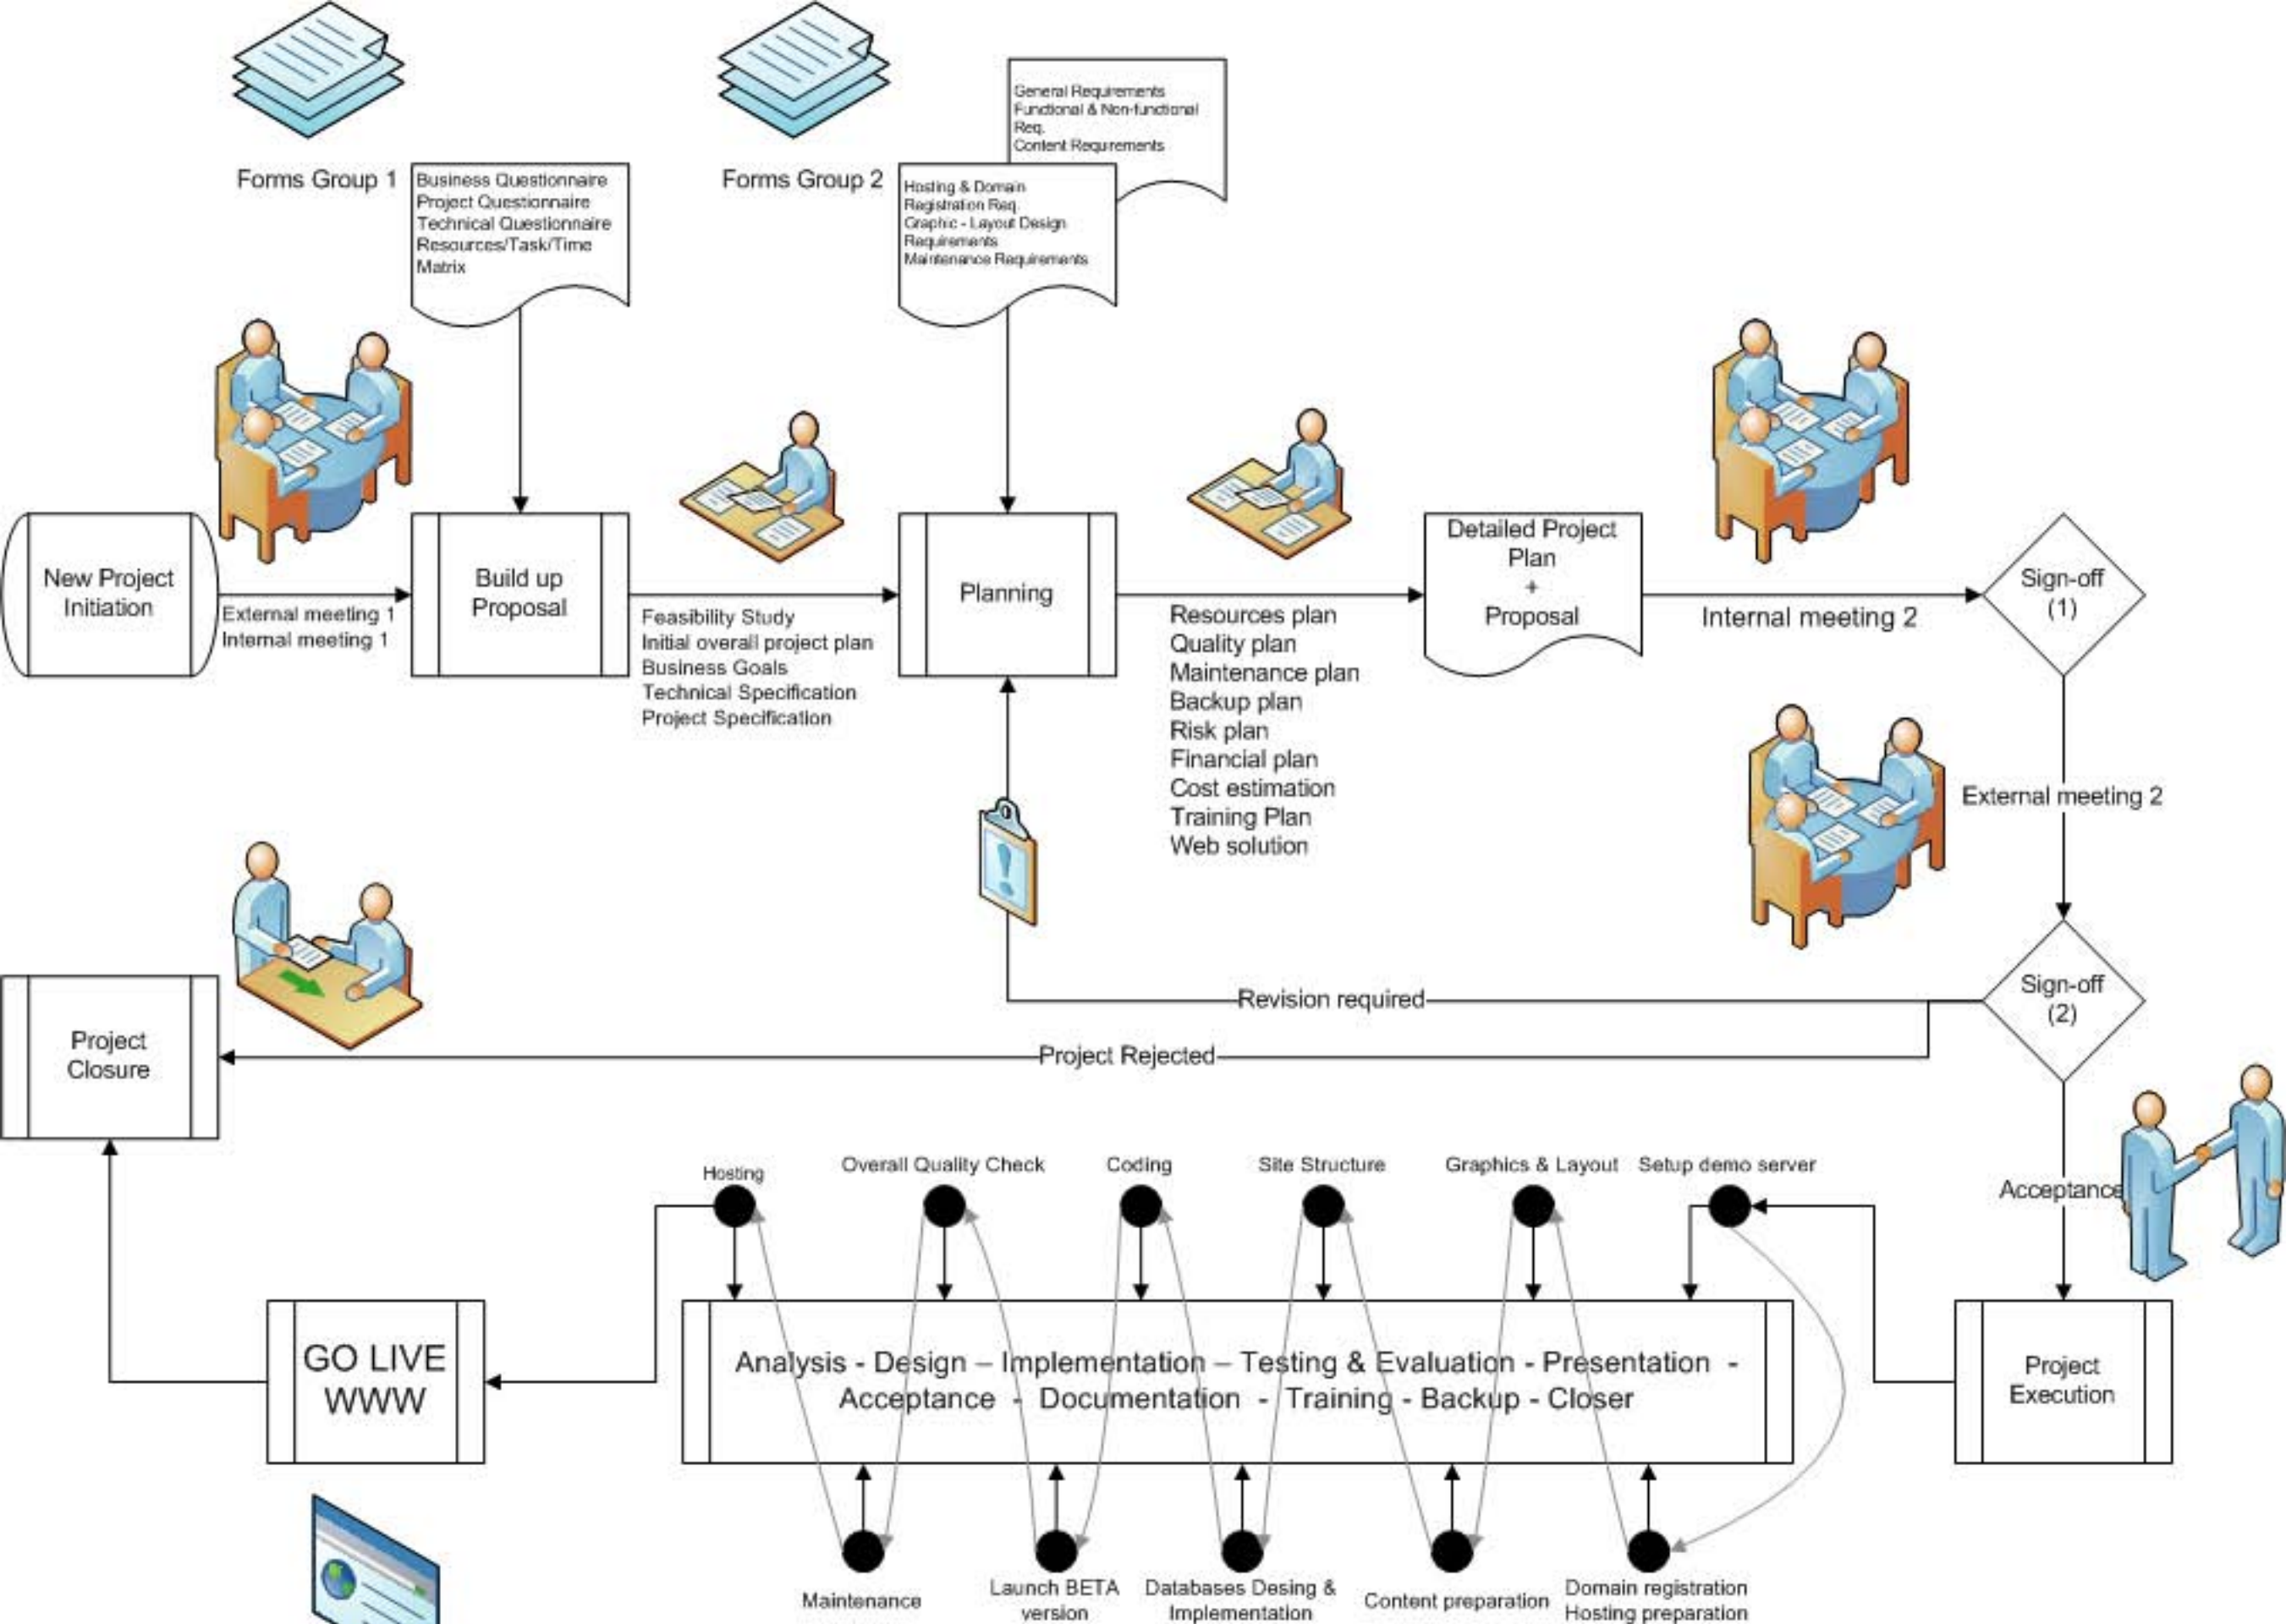 Forms Group 1
Business Questionnaire
Project Questionnaire
Technical Questionnaire
Resources/Task/Time
Matrix
Forms Group 2
General Requirements
Functional & Non-functional
Req.
Content Requirements
Hosting & Domain
Registration Req.
Graphic - Layout Design
Requirements
Maintenance Requirements
New Project
Initiation
External meeting 1
Internal meeting 1
Build up
Proposal
Feasibility Study
Initial overall project plan
Business Goals
Technical Specification
Project Specification
Planning
Resources plan
Quality plan
Maintenance plan
Backup plan
Risk plan
Financial plan
Cost estimation
Training Plan
Web solution
Detailed Project
Plan
+
Proposal
Internal meeting 2
Sign-off
(1)
External meeting 2
Sign-off
(2)
Revision required
Project Rejected
Project
Closure
Acceptance
Hosting
Overall Quality Check
Coding
Site Structure
Graphics & Layout
Setup demo server
GO LIVE
WWW
Analysis - Design – Implementation – Testing & Evaluation - Presentation -
Acceptance - Documentation - Training - Backup - Closer
Project
Execution
Maintenance
Launch BETA
version
Databases Desing &
Implementation
Content preparation
Domain registration
Hosting preparation